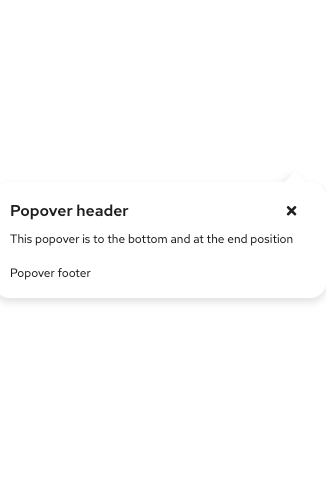 Popover header
This popover is to the bottom and at the end position
Popover footer